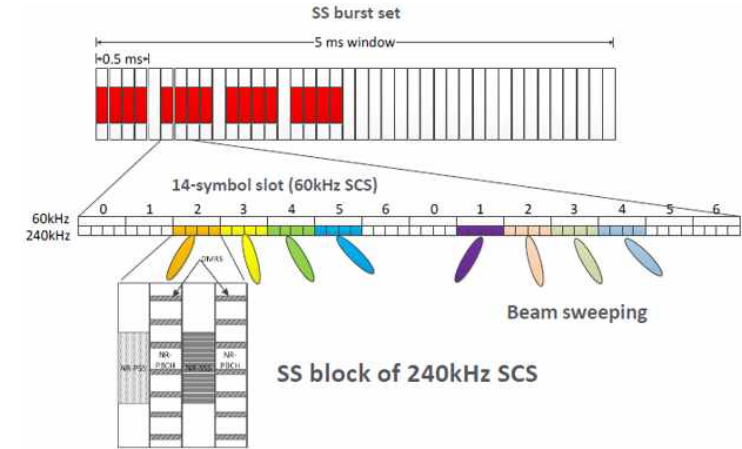 SS burst set
5 ms window
0.5 ms
14-symbol slot (60kHz SCS)
0 1 2 3 4 5 6 0 1 2 3 4 5 6
60kHz
240kHz
DMRS
Beam sweeping
NR-PSS
NR-
PBCH
NR-SSS
NR-
PBCH
SS block of 240kHz SCS